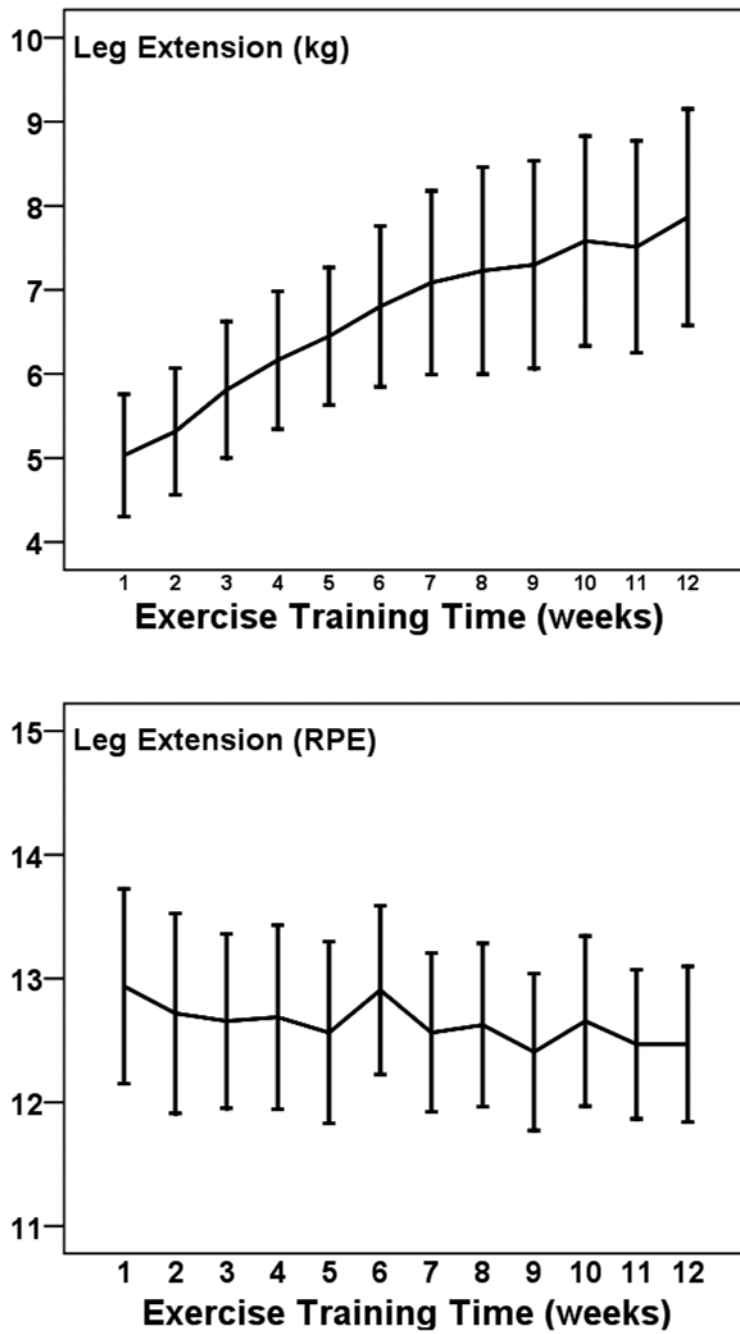 Leg Extension (kg)
10
9
8
7
6
5
4
1 2 3 4 5 6 7 8 9 10 11 12
Exercise Training Time (weeks)
Leg Extension (RPE)
15
14
13
12
11
1 2 3 4 5 6 7 8 9 10 11 12
Exercise Training Time (weeks)